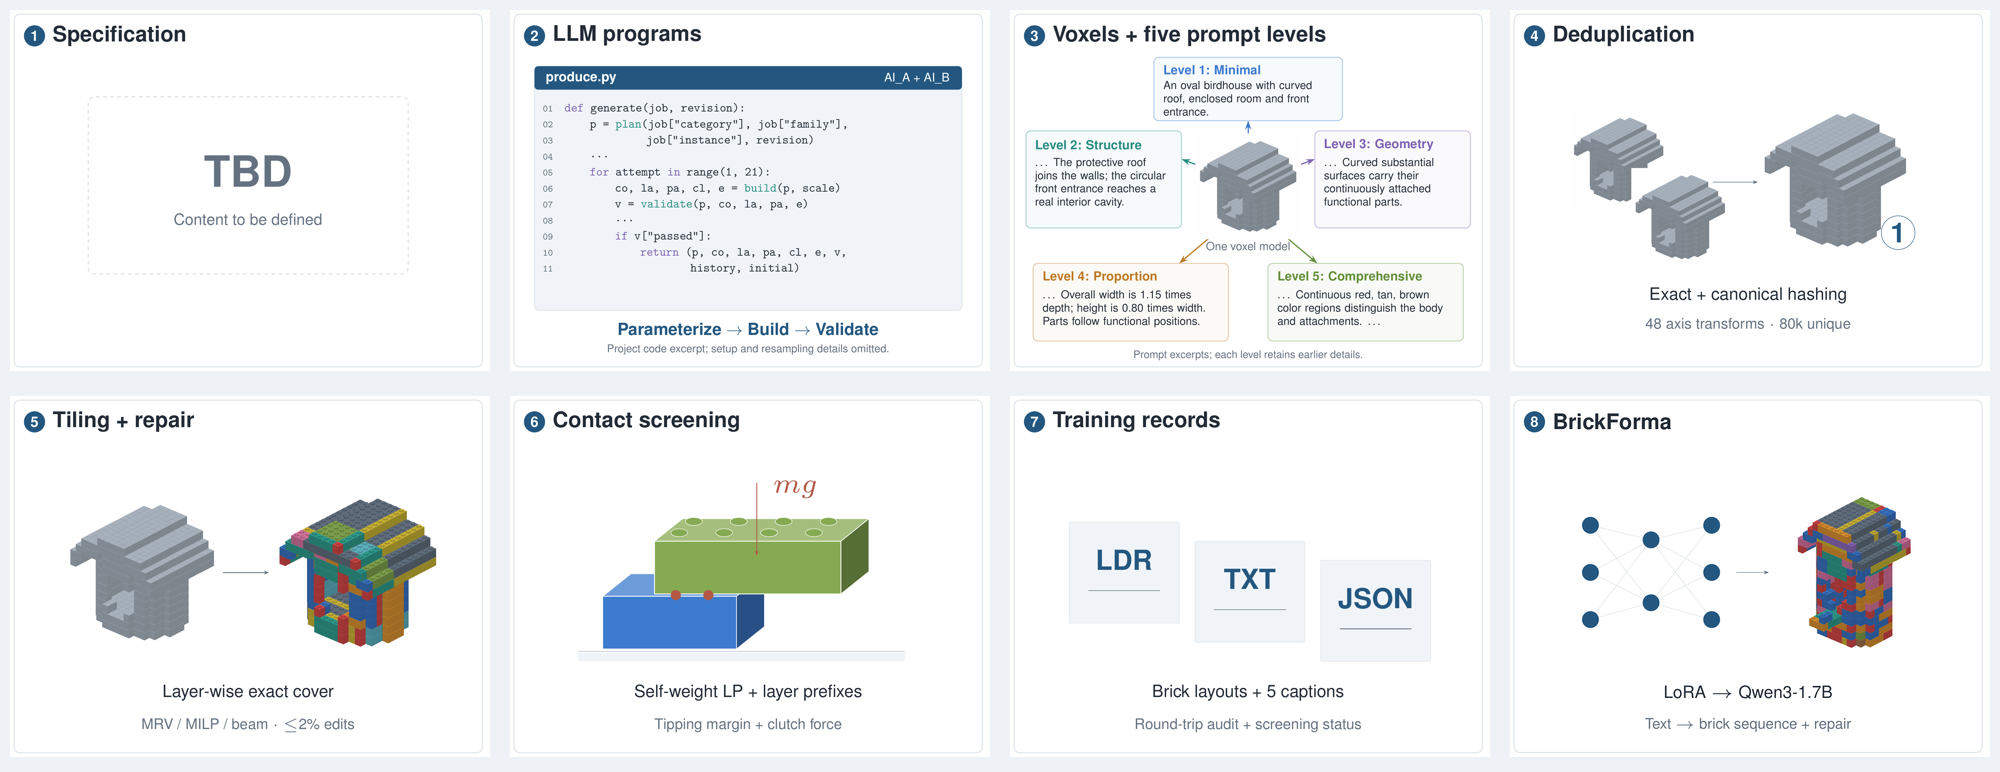 1 Specification
TBD
Content to be defined
2 LLM programs
produce.py AI_A + AI_B
01 def generate(job, revision):
02 p = plan(job["category"], job["family"],
03 job["instance"], revision)
04 ...
05 for attempt in range(1, 21):
06 co, la, pa, cl, e = build(p, scale)
07 v = validate(p, co, la, pa, e)
08 ...
09 if v["passed"]:
10 return (p, co, la, pa, cl, e, v,
11 history, initial)
Parameterize → Build → Validate
Project code excerpt; setup and resampling details omitted.
3 Voxels + five prompt levels
Level 1: Minimal
An oval birdhouse with curved
roof, enclosed room and front
entrance.
Level 2: Structure
... The protective roof
joins the walls; the circular
front entrance reaches a
real interior cavity.
Level 3: Geometry
... Curved substantial
surfaces carry their
continuously attached
functional parts.
One voxel model
Level 4: Proportion
... Overall width is 1.15 times
depth; height is 0.80 times width.
Parts follow functional positions.
Level 5: Comprehensive
... Continuous red, tan, brown
color regions distinguish the body
and attachments. ...
Prompt excerpts; each level retains earlier details.
4 Deduplication
1
Exact + canonical hashing
48 axis transforms · 80k unique
5 Tiling + repair
Layer-wise exact cover
MRV / MILP / beam · ≤2% edits
6 Contact screening
mg
Self-weight LP + layer prefixes
Tipping margin + clutch force
7 Training records
LDR
TXT
JSON
Brick layouts + 5 captions
Round-trip audit + screening status
8 BrickForma
LoRA → Qwen3-1.7B
Text → brick sequence + repair